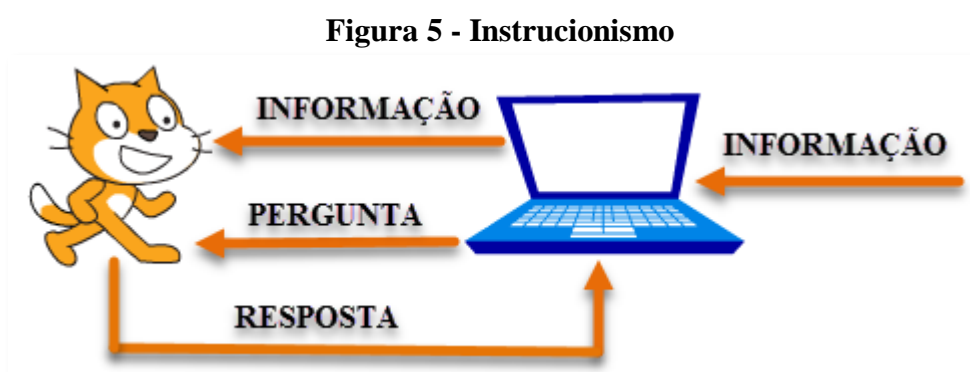 Figura 5 - Instrucionismo
INFORMAÇÃO
INFORMAÇÃO
PERGUNTA
RESPOSTA